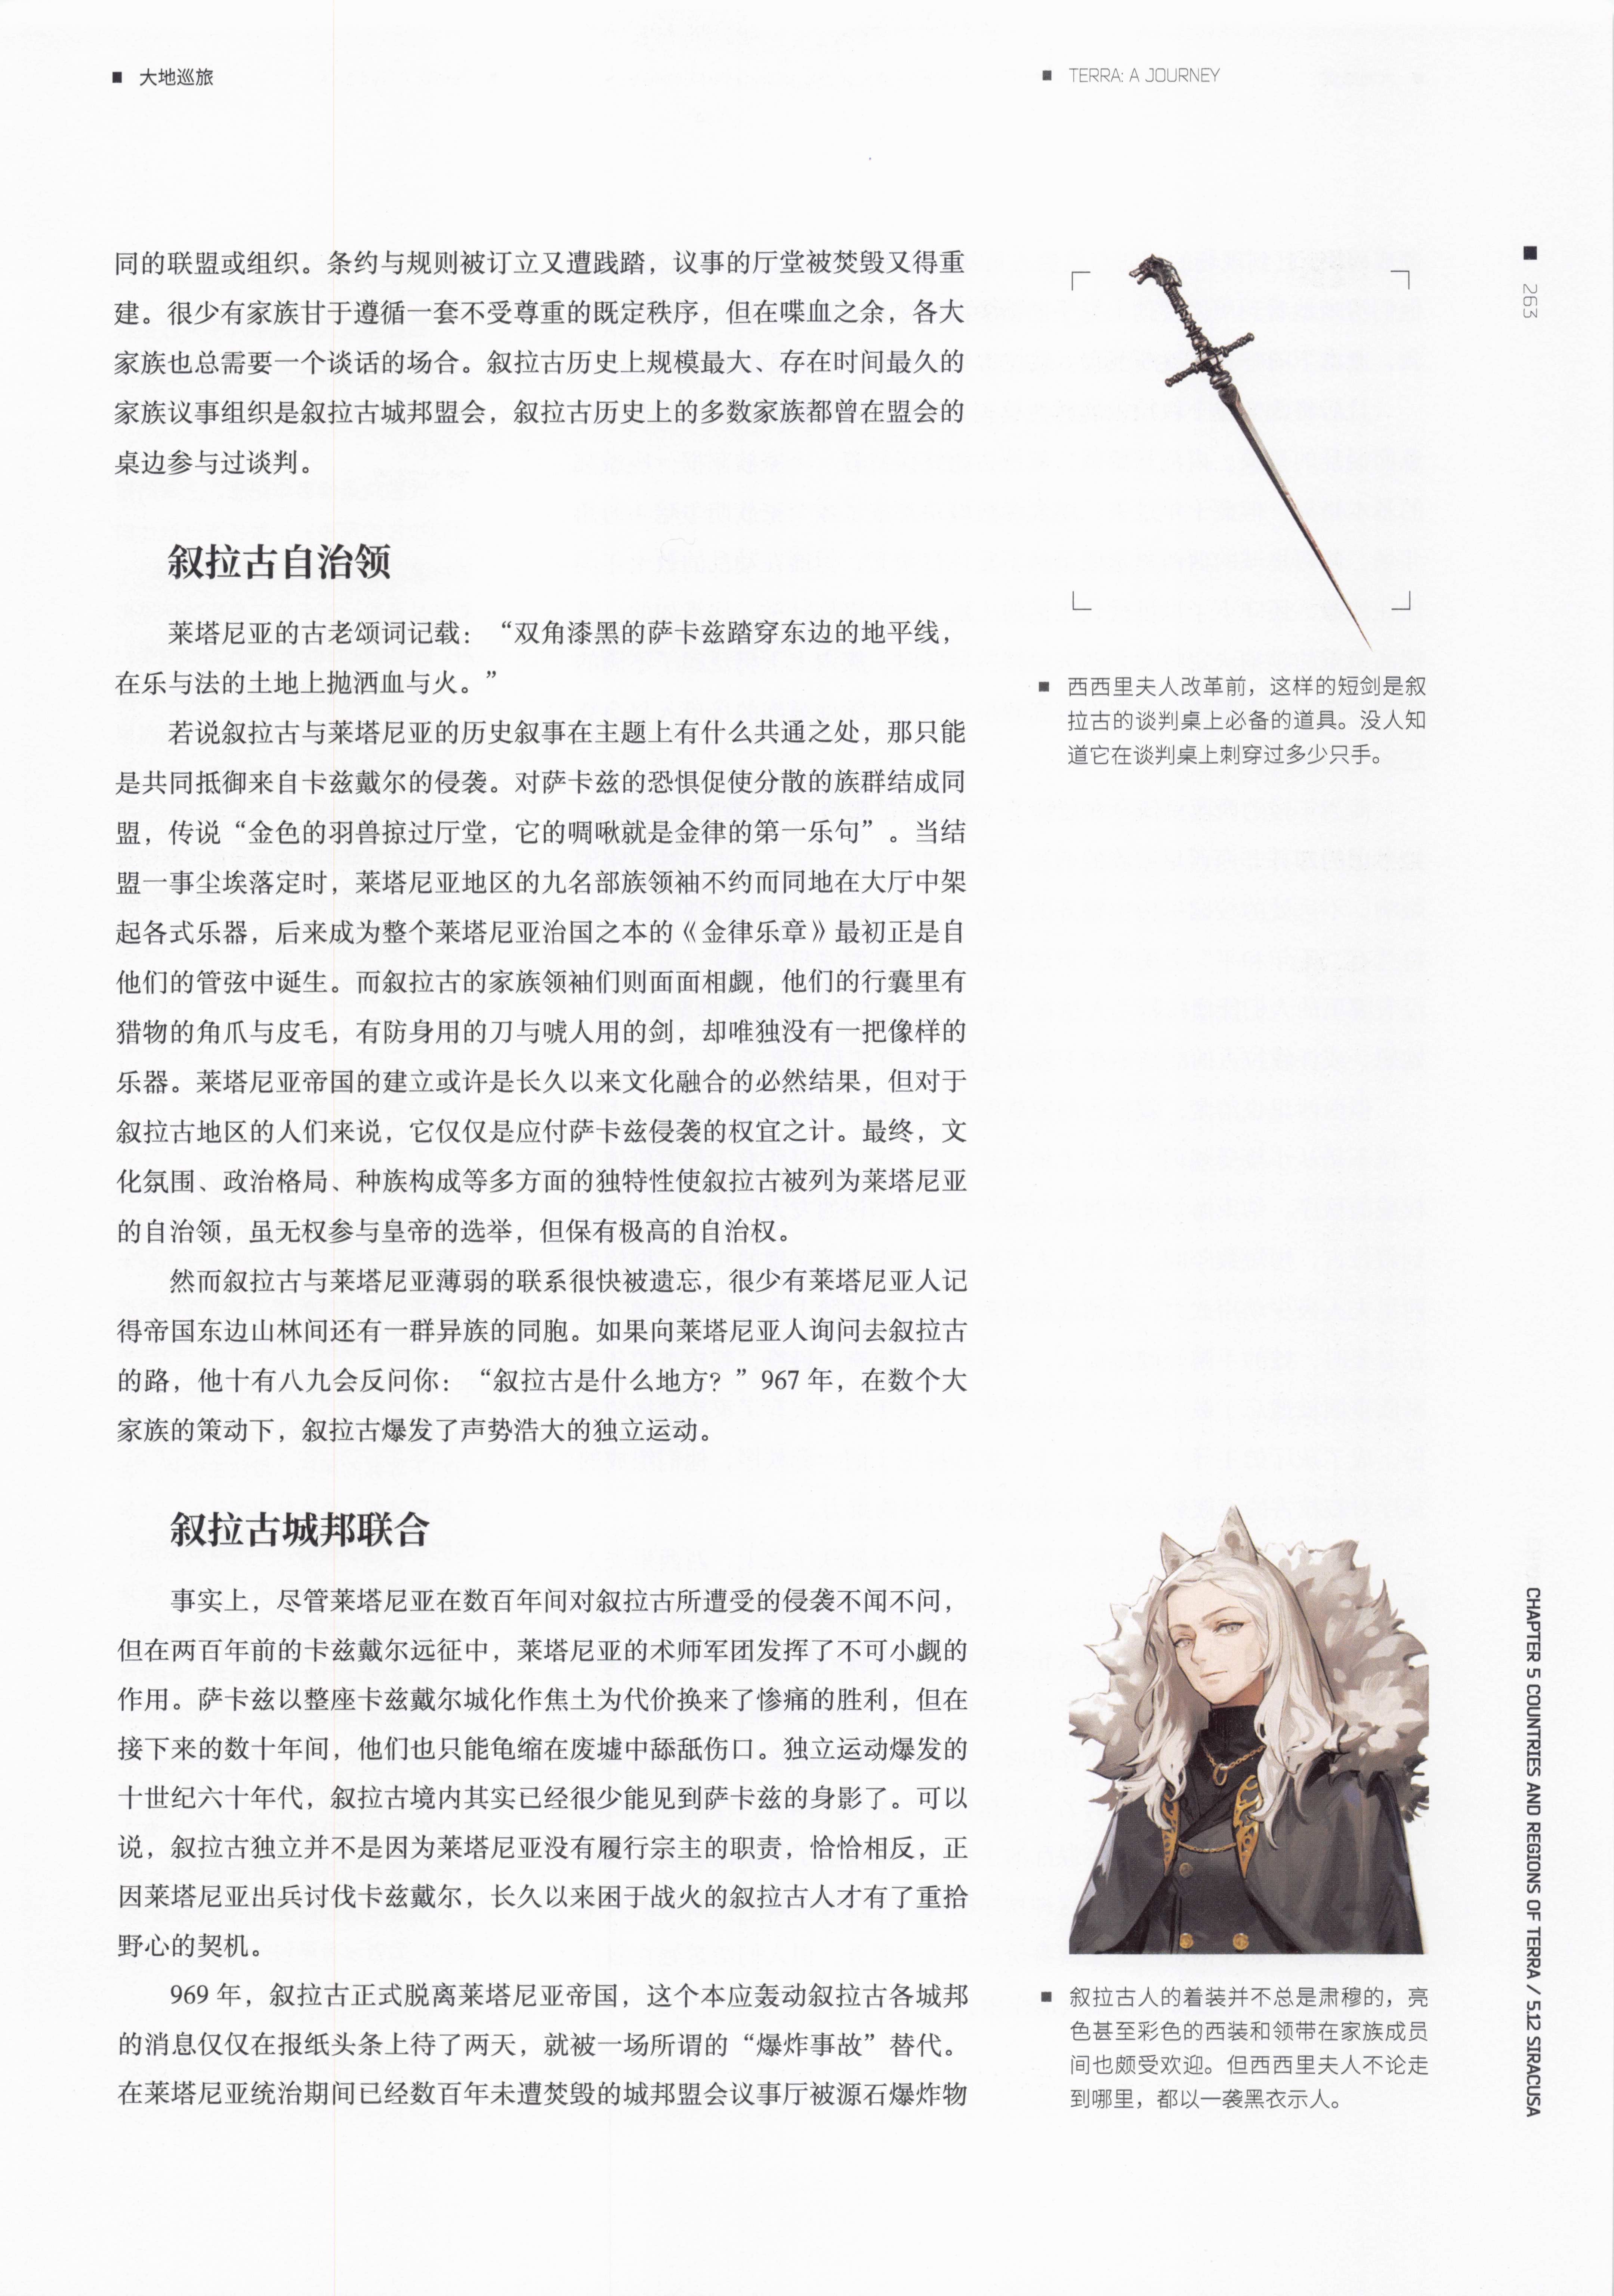 大地巡旅
TERRA: A JOURNEY
263
同的联盟或组织。条约与规则被订立又遭践踏，议事的厅堂被焚毁又得重
建。很少有家族甘于遵循一套不受尊重的既定秩序，但在喋血之余，各大
家族也总需要一个谈话的场合。叙拉古历史上规模最大、存在时间最久的
家族议事组织是叙拉古城邦盟会，叙拉古历史上的多数家族都曾在盟会的
桌边参与过谈判。
叙拉古自治领
莱塔尼亚的古老颂词记载：“双角漆黑的萨卡兹踏穿东边的地平线，
在乐与法的土地上抛洒血与火。”
若说叙拉古与莱塔尼亚的历史叙事在主题上有什么共通之处，那只能
是共同抵御来自卡兹戴尔的侵袭。对萨卡兹的恐惧促使分散的族群结成同
盟，传说“金色的羽兽掠过厅堂，它的啁啾就是金律的第一乐句”。当结
盟一事尘埃落定时，莱塔尼亚地区的九名部族领袖不约而同地在大厅中架
起各式乐器，后来成为整个莱塔尼亚治国之本的《金律乐章》最初正是自
他们的管弦中诞生。而叙拉古的家族领袖们则面面相觑，他们的行囊里有
猎物的角爪与皮毛，有防身用的刀与唬人用的剑，却唯独没有一把像样的
乐器。莱塔尼亚帝国的建立或许是长久以来文化融合的必然结果，但对于
叙拉古地区的人们来说，它仅仅是应付萨卡兹侵袭的权宜之计。最终，文
化氛围、政治格局、种族构成等多方面的独特性使叙拉古被列为莱塔尼亚
的自治领，虽无权参与皇帝的选举，但保有极高的自治权。
然而叙拉古与莱塔尼亚薄弱的联系很快被遗忘，很少有莱塔尼亚人记
得帝国东边山林间还有一群异族的同胞。如果向莱塔尼亚人询问去叙拉古
的路，他十有八九会反问你：“叙拉古是什么地方？”967 年，在数个大
家族的策动下，叙拉古爆发了声势浩大的独立运动。
叙拉古城邦联合
事实上，尽管莱塔尼亚在数百年间对叙拉古所遭受的侵袭不闻不问，
但在两百年前的卡兹戴尔远征中，莱塔尼亚的术师军团发挥了不可小觑的
作用。萨卡兹以整座卡兹戴尔城化作焦土为代价换来了惨痛的胜利，但在
接下来的数十年间，他们也只能龟缩在废墟中舔舐伤口。独立运动爆发的
十世纪六十年代，叙拉古境内其实已经很少能见到萨卡兹的身影了。可以
说，叙拉古独立并不是因为莱塔尼亚没有履行宗主的职责，恰恰相反，正
因莱塔尼亚出兵讨伐卡兹戴尔，长久以来困于战火的叙拉古人才有了重拾
野心的契机。
969 年，叙拉古正式脱离莱塔尼亚帝国，这个本应轰动叙拉古各城邦
的消息仅仅在报纸头条上待了两天，就被一场所谓的“爆炸事故”替代。
在莱塔尼亚统治期间已经数百年未遭焚毁的城邦盟会议事厅被源石爆炸物
西西里夫人改革前，这样的短剑是叙
拉古的谈判桌上必备的道具。没人知
道它在谈判桌上刺穿过多少只手。
叙拉古人的着装并不总是肃穆的，亮
色甚至彩色的西装和领带在家族成员
间也颇受欢迎。但西西里夫人不论走
到哪里，都以一袭黑衣示人。
CHAPTER 5 COUNTRIES AND REGIONS OF TERRA / 5.12 SIRACUSA